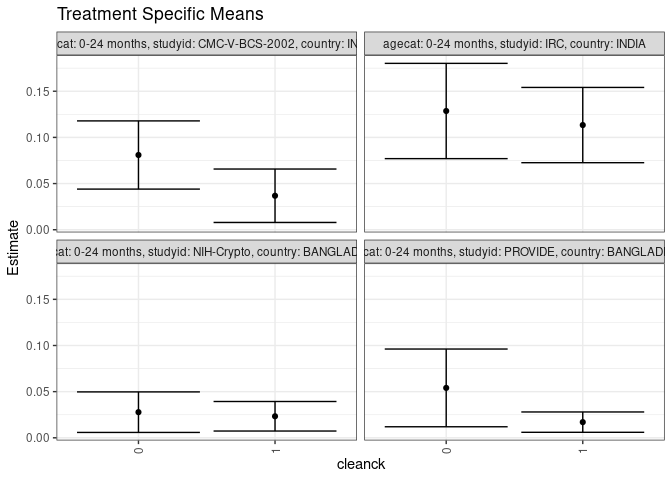 Treatment Specific Means
cat: 0-24 months, studyid: CMC-V-BCS-2002, country: IN
agecat: 0-24 months, studyid: IRC, country: INDIA
0.15
0.10
0.05
0.00
cat: 0-24 months, studyid: NIH-Crypto, country: BANGLAD
cat: 0-24 months, studyid: PROVIDE, country: BANGLAD
0.15
0.10
0.05
0.00
Estimate
0
1
0
1
cleanck